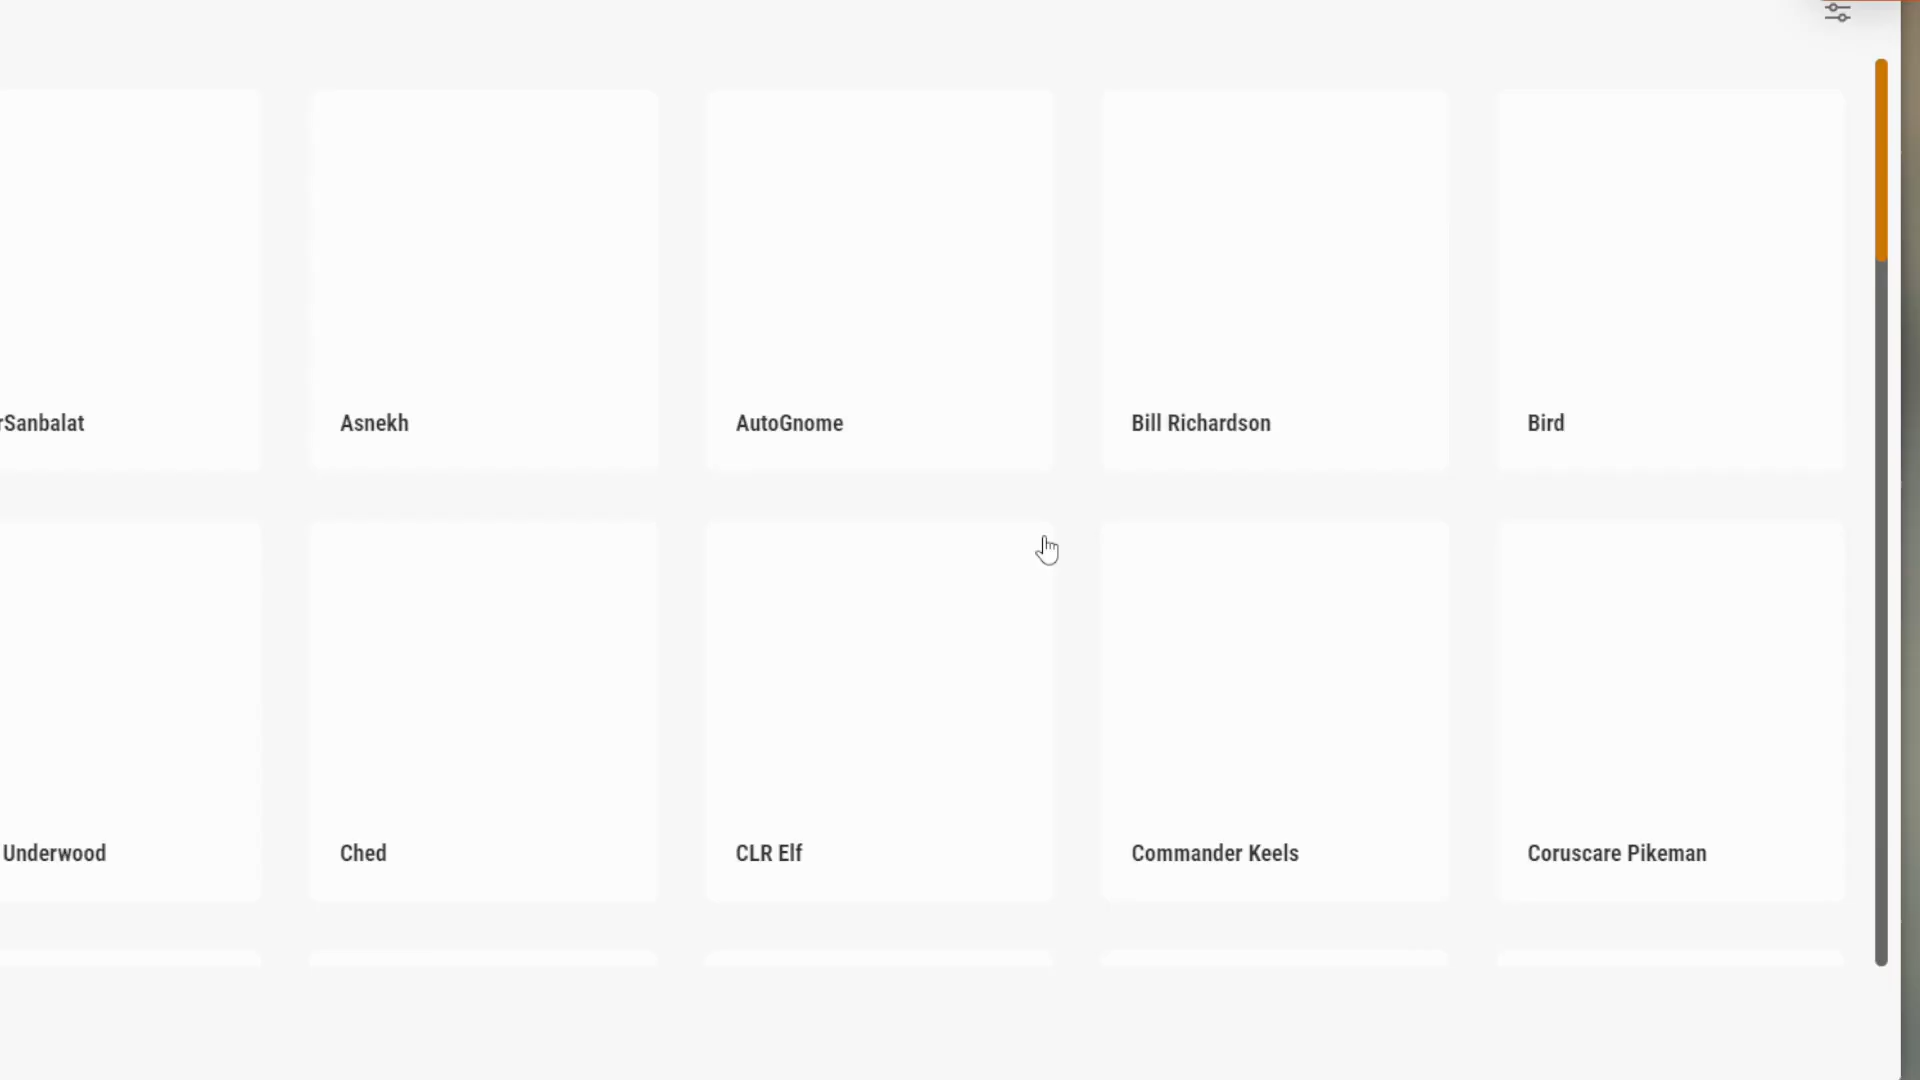 rSanbalat
Asnekh
AutoGnome
Bill Richardson
Bird
Underwood
Ched
CLR Elf
Commander Keels
Coruscare Pikeman